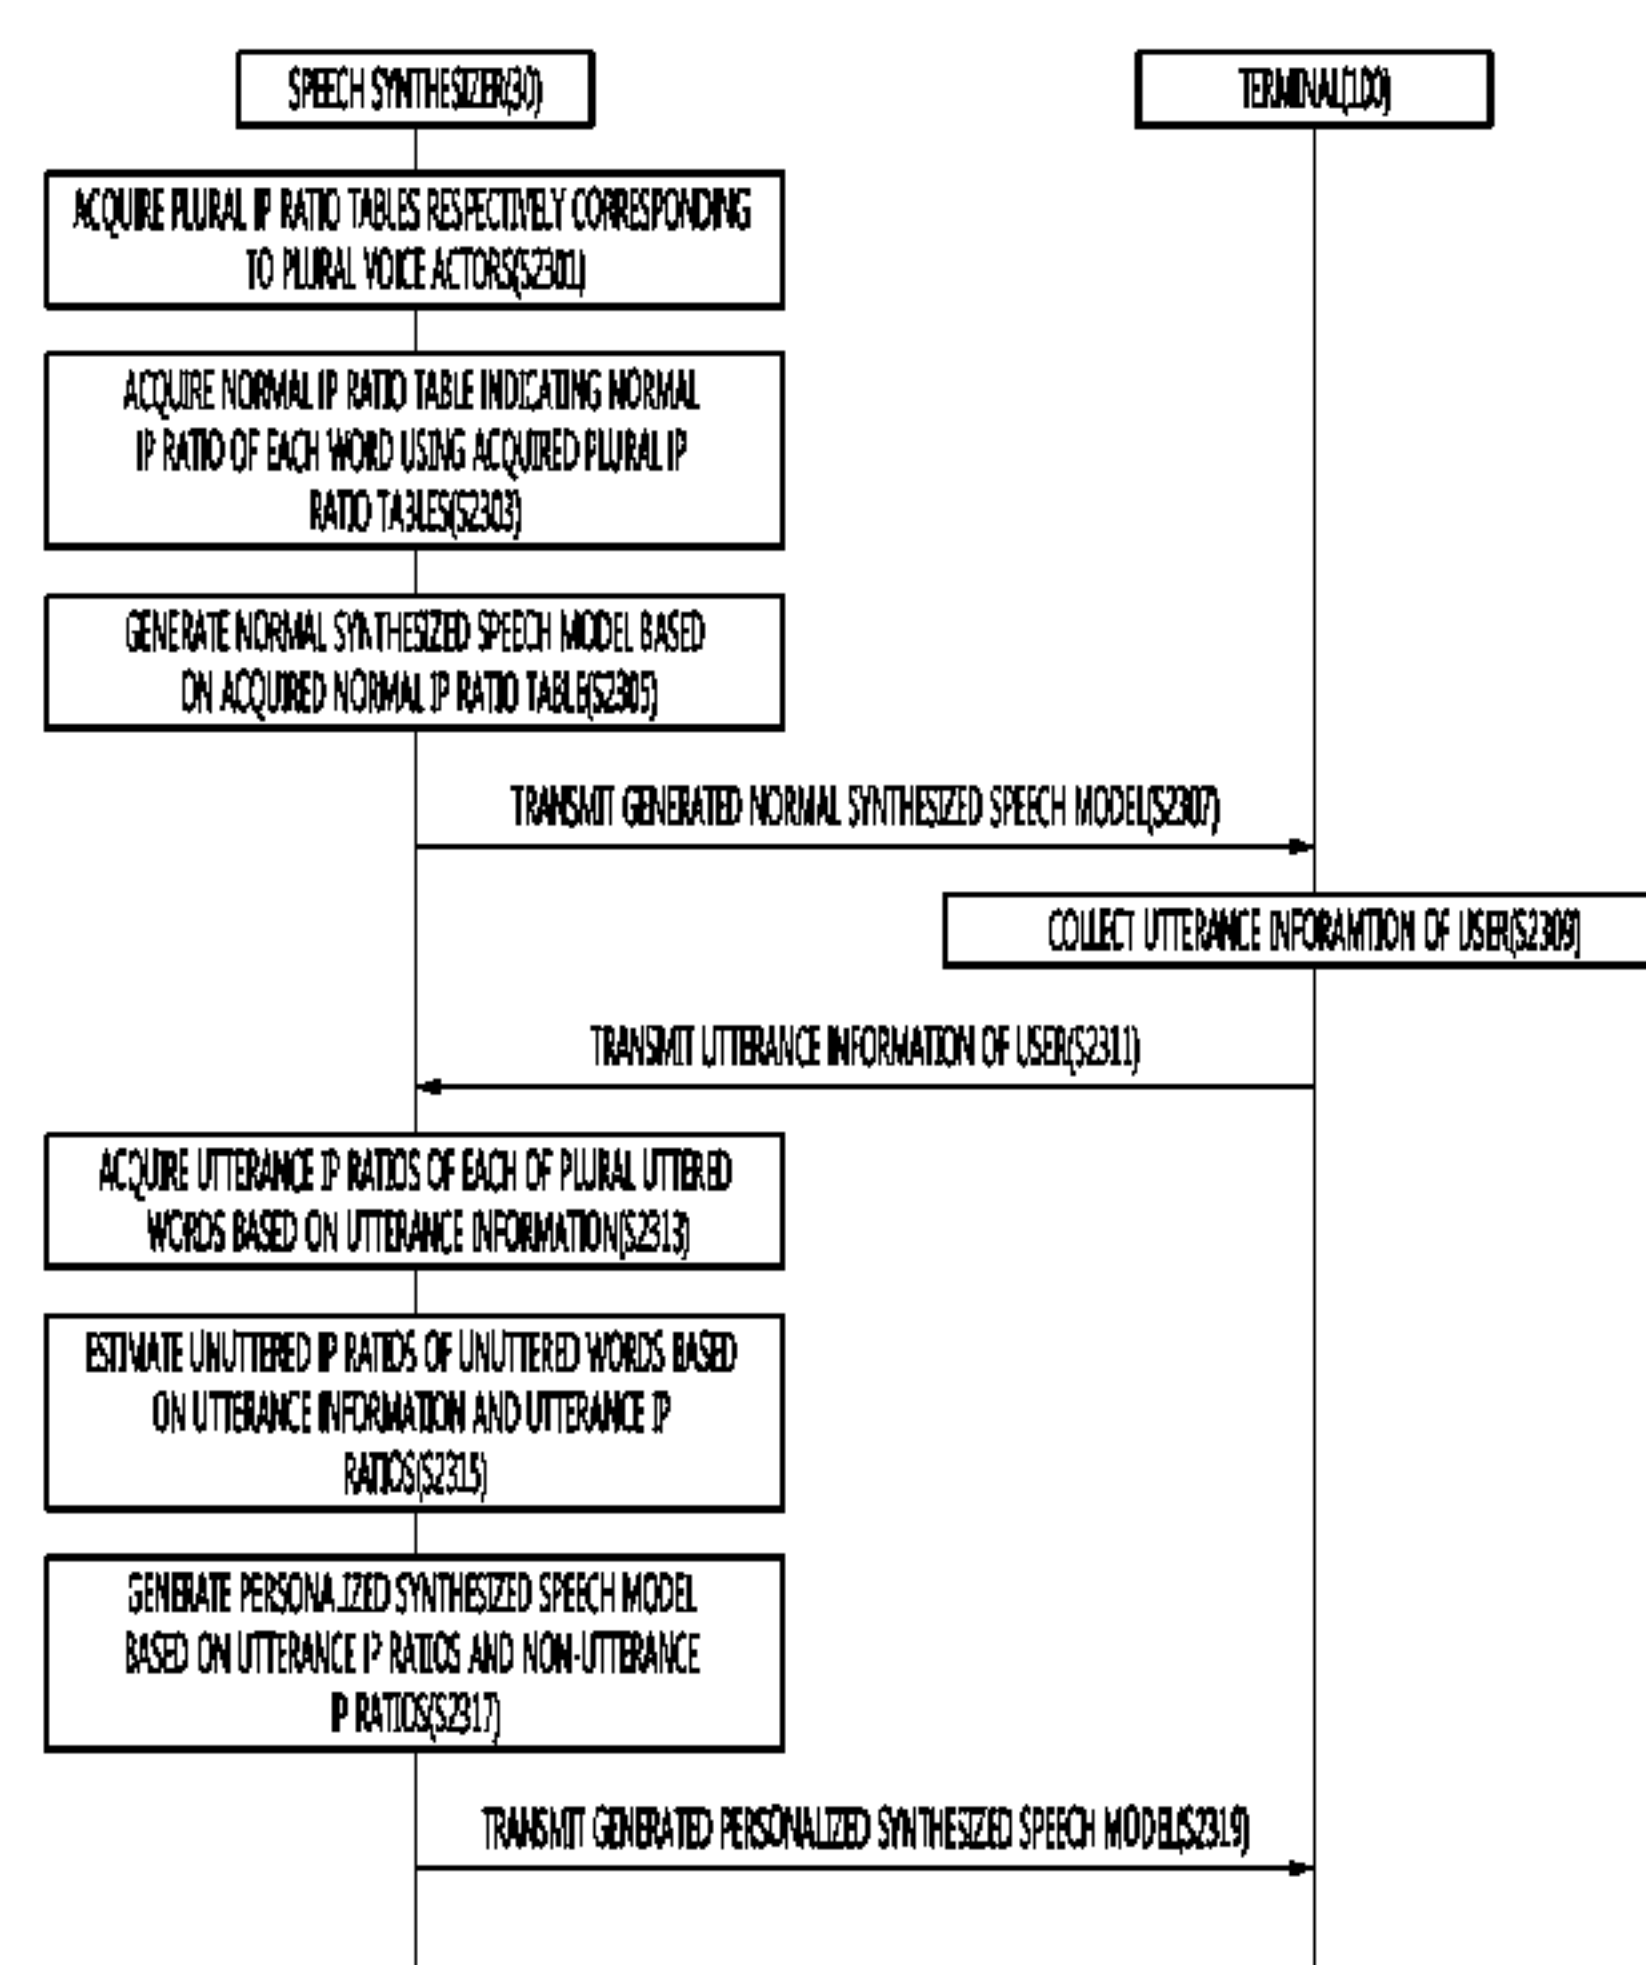 SPEECH SYNTHESIZER(30)
TERMINAL(100)
ACQUIRE PLURAL IP RATIO TABLES RESPECTIVELY CORRESPONDING
TO PLURAL VOICE ACTORS(S2301)
ACQUIRE NORMAL IP RATIO TABLE INDICATING NORMAL
IP RATIO OF EACH WORD USING ACQUIRED PLURAL IP
RATIO TABLES(S2303)
GENERATE NORMAL SYNTHESIZED SPEECH MODEL BASED
ON ACQUIRED NORMAL IP RATIO TABLE(S2305)
TRANSMIT GENERATED NORMAL SYNTHESIZED SPEECH MODEL(S2307)
COLLECT UTTERANCE INFORAMTION OF USER(S2309)
TRANSMIT UTTERANCE INFORMATION OF USER(S2311)
ACQUIRE UTTERANCE IP RATIOS OF EACH OF PLURAL UTTERED
WORDS BASED ON UTTERANCE INFORMATION(S2313)
ESTIMATE UNUTTERED IP RATIOS OF UNUTTERED WORDS BASED
ON UTTERANCE INFORMATION AND UTTERANCE IP
RATIOS(S2315)
GENERATE PERSONALIZED SYNTHESIZED SPEECH MODEL
BASED ON UTTERANCE IP RATIOS AND NON-UTTERANCE
IP RATIOS(S2317)
TRANSMIT GENERATED PERSONALIZED SYNTHESIZED SPEECH MODEL(S2319)